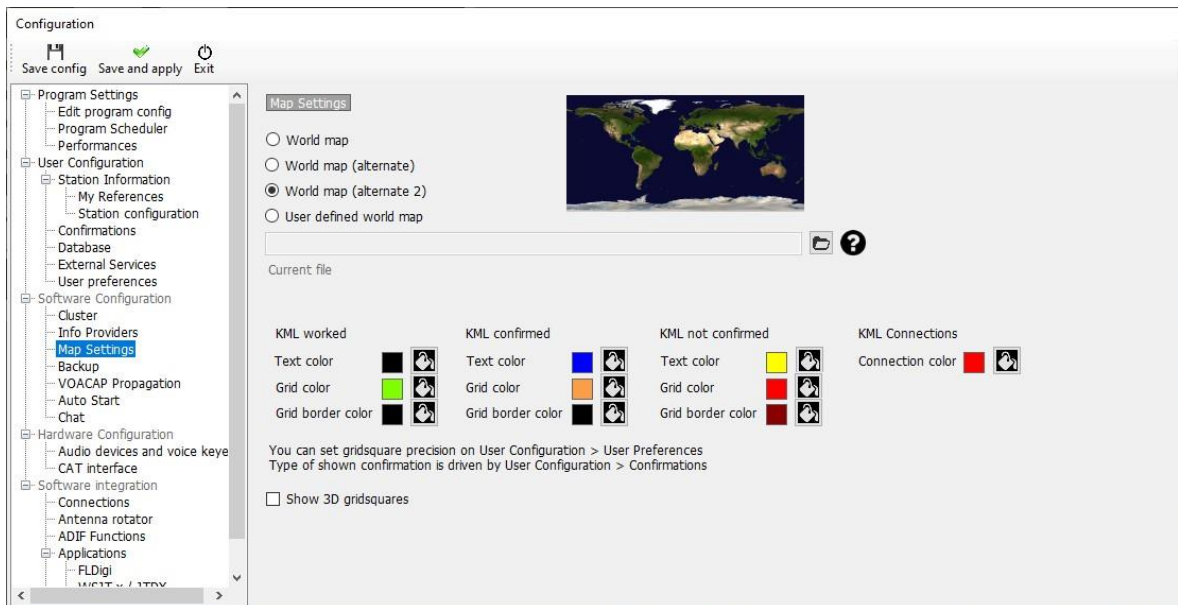 Configuration
Save config Save and apply Exit
Program Settings
Edit program config
Program Scheduler
Performances
User Configuration
Station Information
My References
Station configuration
Confirmations
Database
External Services
User preferences
Software Configuration
Cluster
Info Providers
Map Settings
Backup
VOACAP Propagation
Auto Start
Chat
Hardware Configuration
Audio devices and voice keye
CAT interface
Software integration
Connections
Antenna rotator
ADIF Functions
Applications
FLDigi
Map Settings
World map
World map (alternate)
World map (alternate 2)
User defined world map
Current file
KML worked KML confirmed KML not confirmed KML Connections
Text color Text color Text color Connection color
Grid color Grid color Grid color
Grid border color Grid border color Grid border color
You can set gridsquare precision on User Configuration > User Preferences
Type of shown confirmation is driven by User Configuration > Confirmations
Show 3D gridsquares